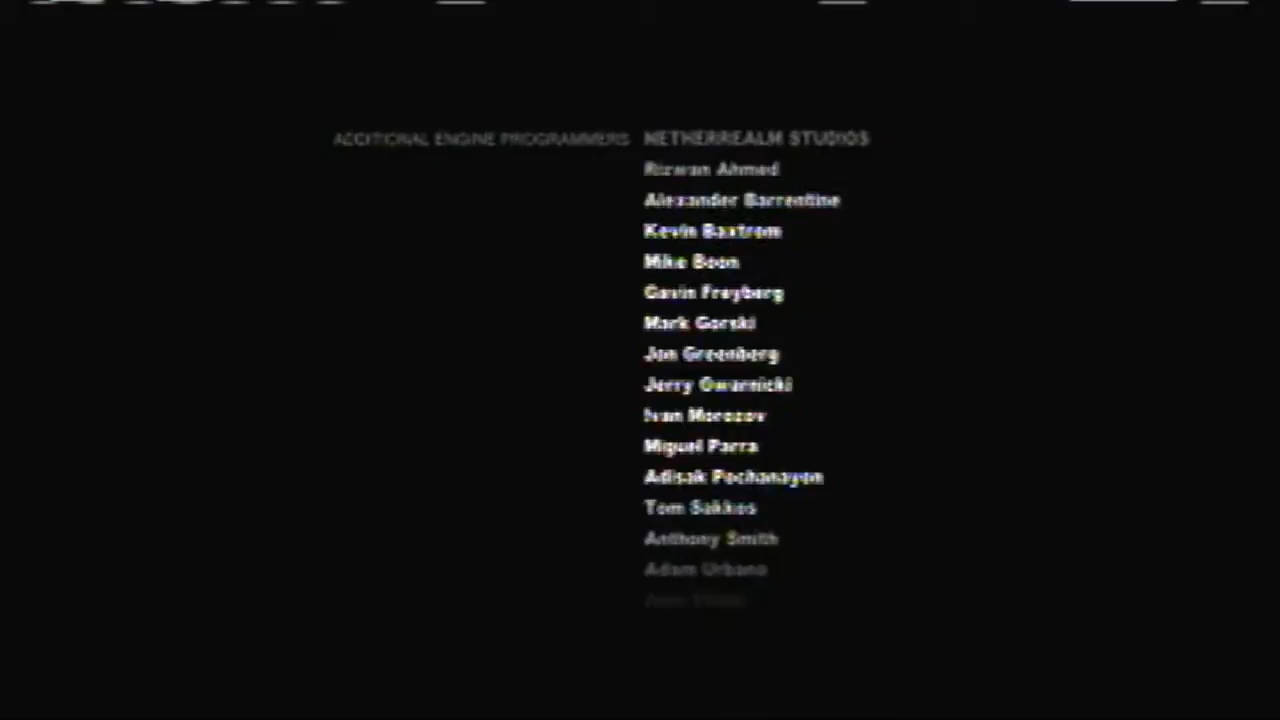 ADDITIONAL ENGINE PROGRAMMERS NETHERREALM STUDIOS
Rizwan Ahmed
Alexander Barrentine
Kevin Baxtrom
Mike Boon
Gavin Freyberg
Mark Gorski
Jon Greenberg
Jerry Gwarnicki
Ivan Morozov
Miguel Parra
Adisak Pochanayon
Tom Sakkos
Anthony Smith
Adam Urbano